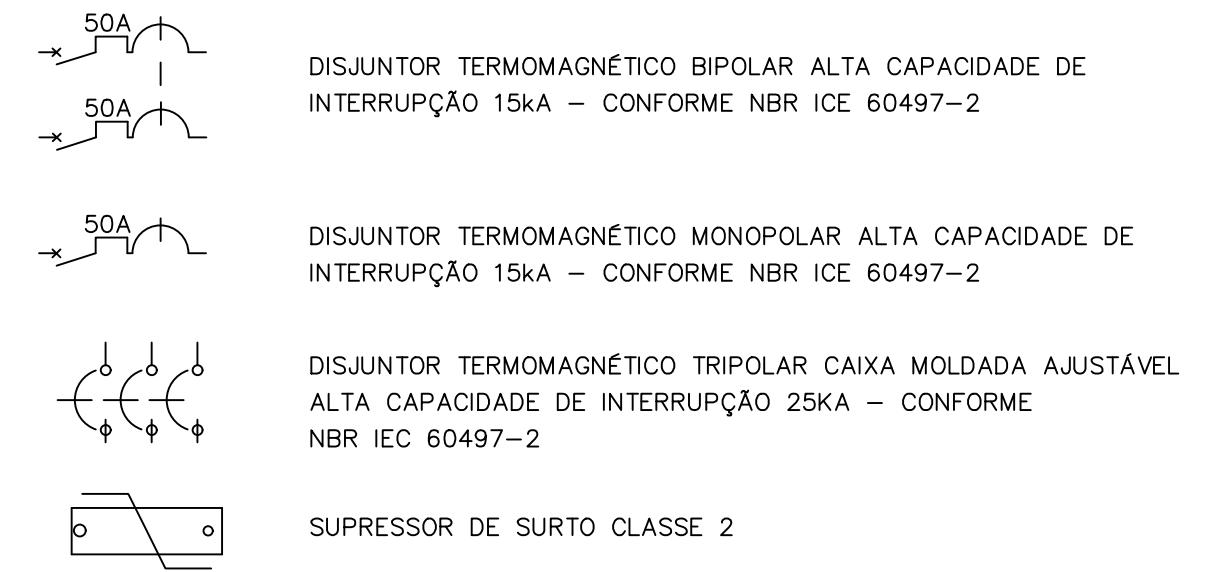 50A
50A
DISJUNTOR TERMOMAGNÉTICO BIPOLAR ALTA CAPACIDADE DE
INTERRUPÇÃO 15kA – CONFORME NBR ICE 60497–2
50A
DISJUNTOR TERMOMAGNÉTICO MONOPOLAR ALTA CAPACIDADE DE
INTERRUPÇÃO 15kA – CONFORME NBR ICE 60497–2
DISJUNTOR TERMOMAGNÉTICO TRIPOLAR CAIXA MOLDADA AJUSTÁVEL
ALTA CAPACIDADE DE INTERRUPÇÃO 25KA – CONFORME
NBR IEC 60497–2
SUPRESSOR DE SURTO CLASSE 2